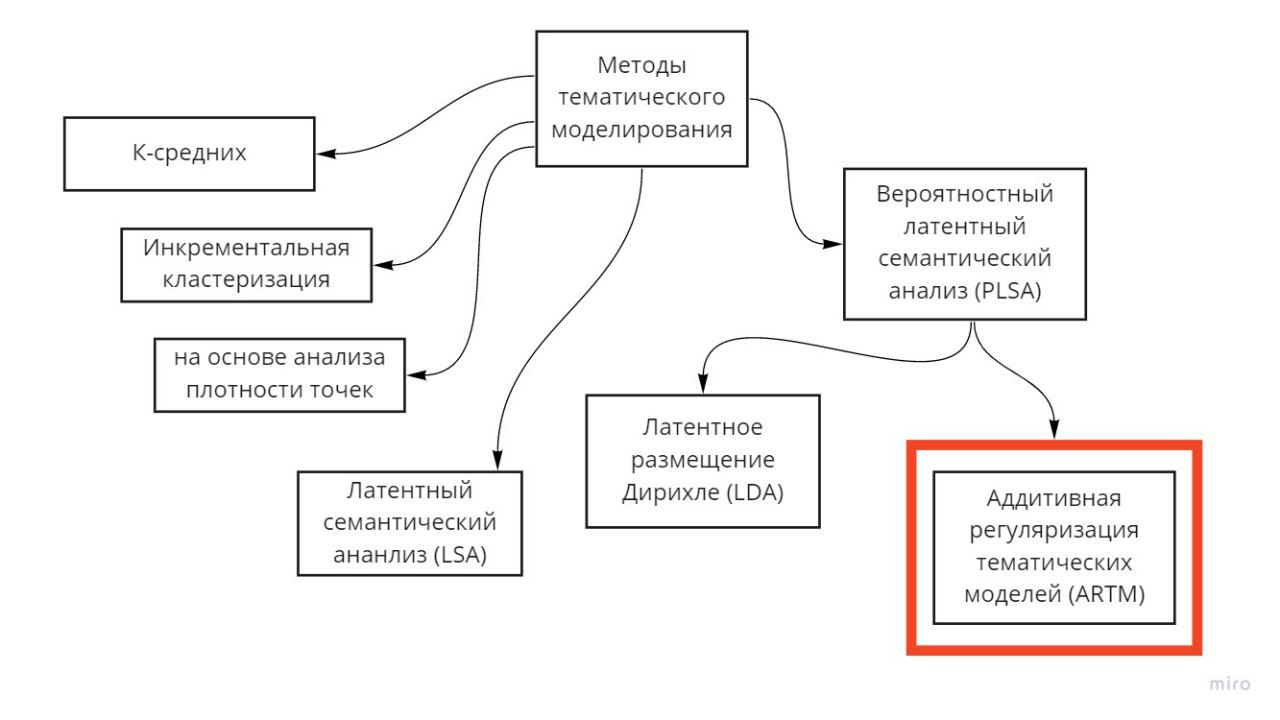 Методы
тематического
моделирования
К-средних
Вероятностный
латентный
семантический
анализ (PLSA)
Инкрементальная
кластеризация
на основе анализа
плотности точек
Латентное
размещение
Дирихле (LDA)
Латентный
семантический
ананлиз (LSA)
Аддитивная
регуляризация
тематических
моделей (ARTM)
miro